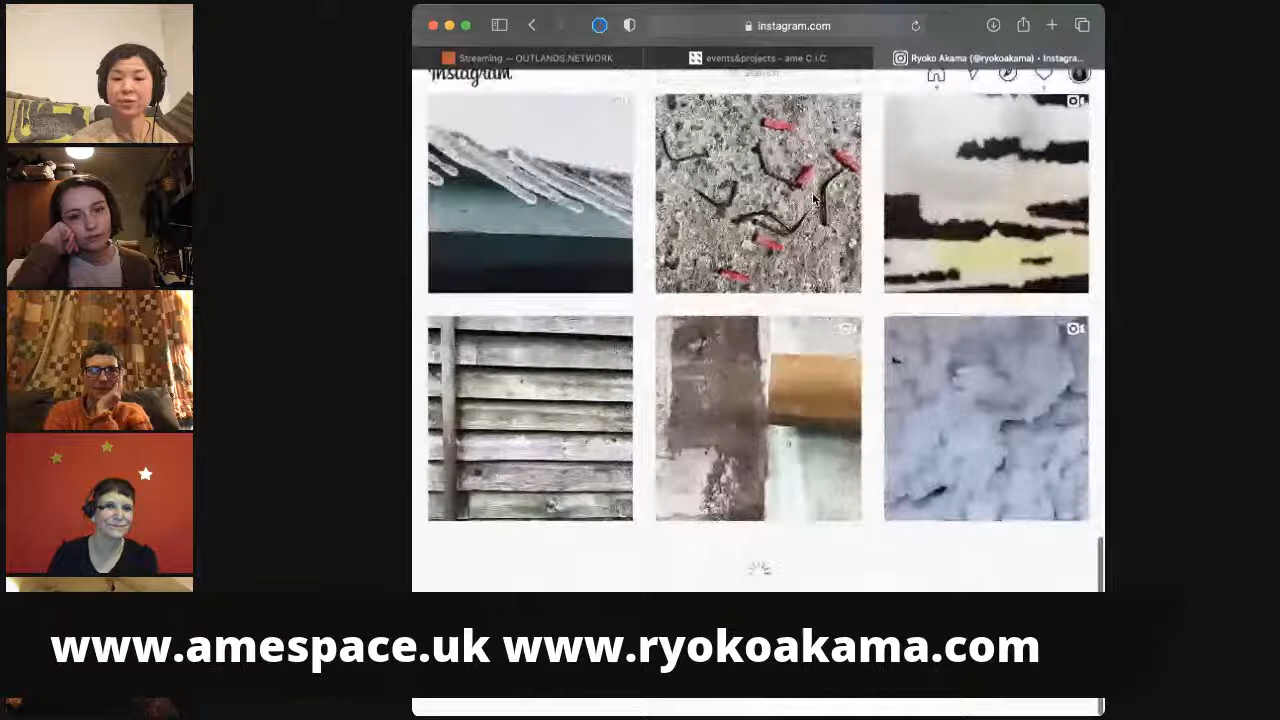 instagram.com
Streaming — OUTLANDS.NETWORK
events&projects - ame C.I.C.
Ryoko Akama (@ryokoakama) • Instagra...
Instagram
www.amespace.uk www.ryokoakama.com